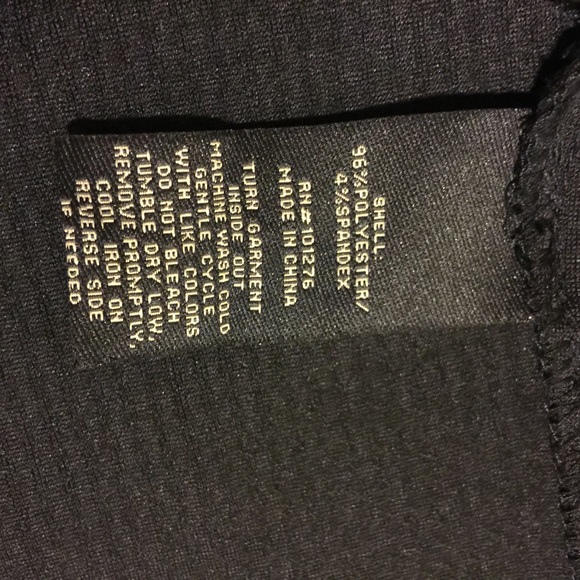 SHELL:
96%POLYESTER/
4%SPANDEX
RN#101276
MADE IN CHINA
TURN GARMENT
INSIDE OUT
MACHINE WASH COLD
GENTLE CYCLE
WITH LIKE COLORS
DO NOT BLEACH
TUMBLE DRY LOW,
REMOVE PROMPTLY,
COOL IRON ON
REVERSE SIDE
IF NEEDED